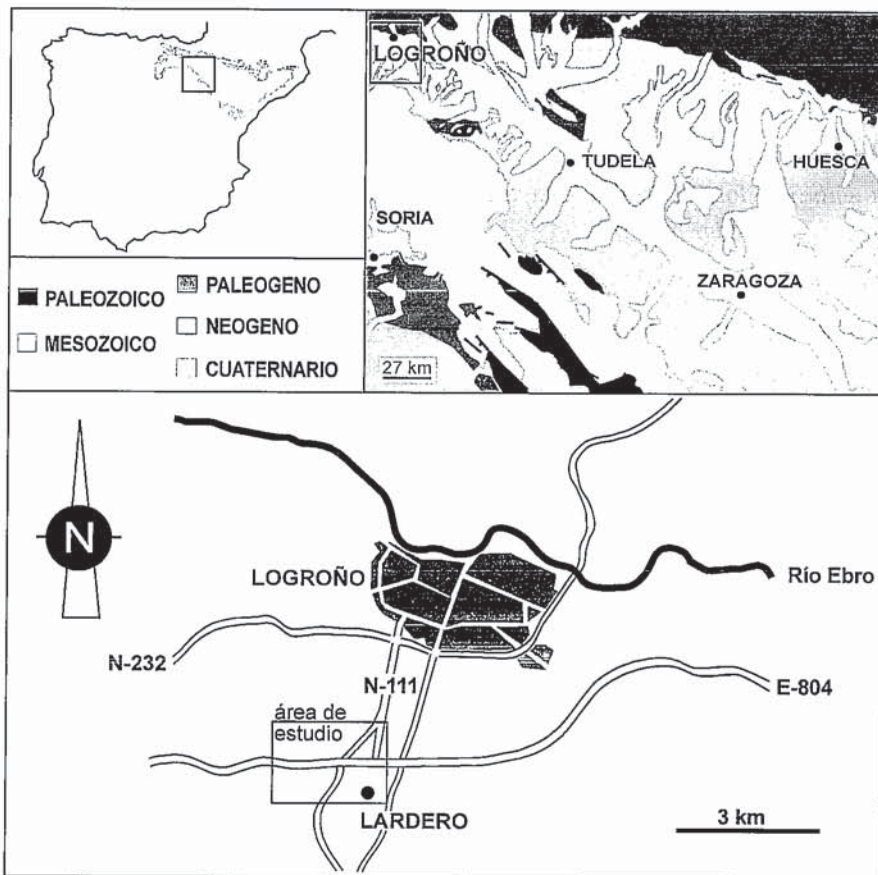 LOGROÑO
TUDELA
HUESCA
SORIA
ZARAGOZA
27 km
PALEOZOICO
MESOZOICO
PALEOGENO
NEOGENO
CUATERNARIO
N
LOGROÑO
Río Ebro
N-232
N-111
E-804
área de
estudio
LARDERO
3 km